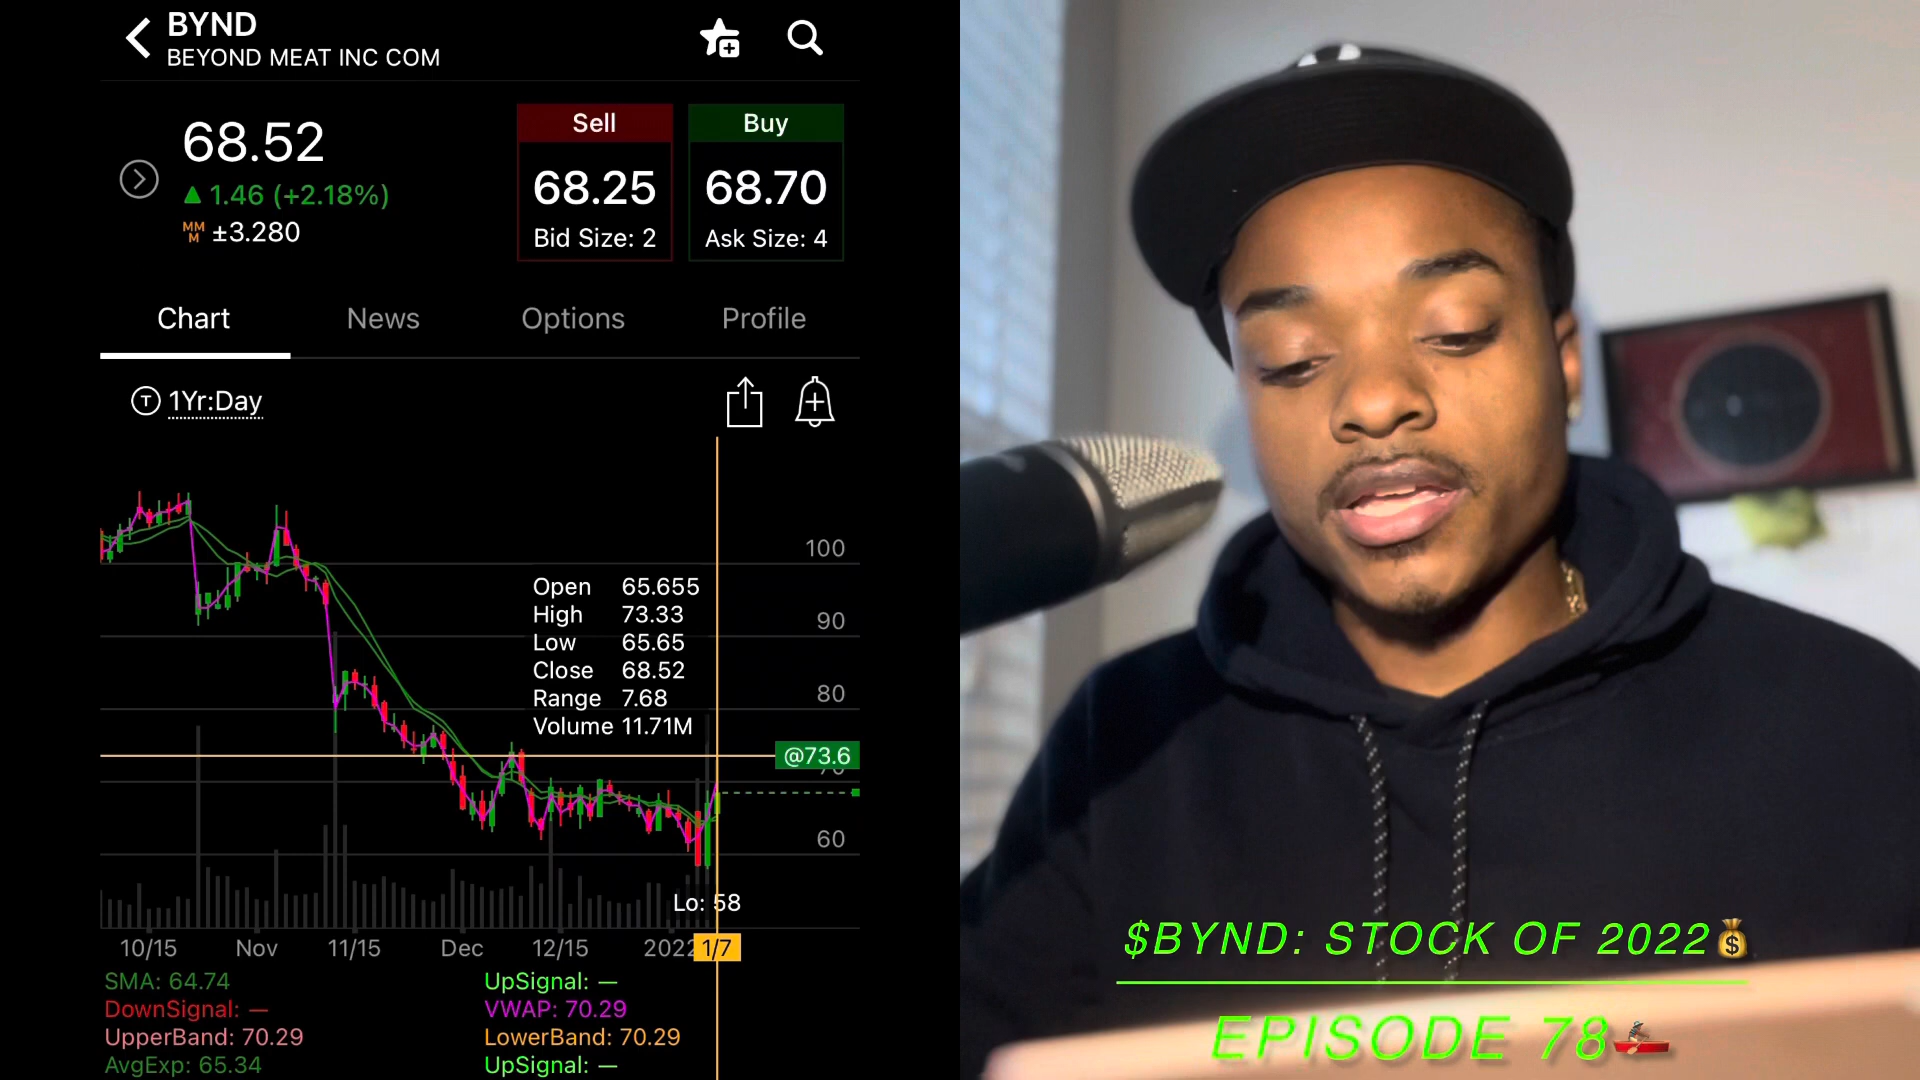 BYND
BEYOND MEAT INC COM
68.52
1.46 (+2.18%)
MM
M ±3.280
Sell
68.25
Bid Size: 2
Buy
68.70
Ask Size: 4
Chart News Options Profile
T 1Yr:Day
Open 65.655
High 73.33
Low 65.65
Close 68.52
Range 7.68
Volume 11.71M
100
90
80
@73.6
70
60
Lo: 58
10/15 Nov 11/15 Dec 12/15 2022 1/7
SMA: 64.74 UpSignal: —
DownSignal: — VWAP: 70.29
UpperBand: 70.29 LowerBand: 70.29
AvgExp: 65.34 UpSignal: —
$BYND: STOCK OF 2022💰
EPISODE 78🚣